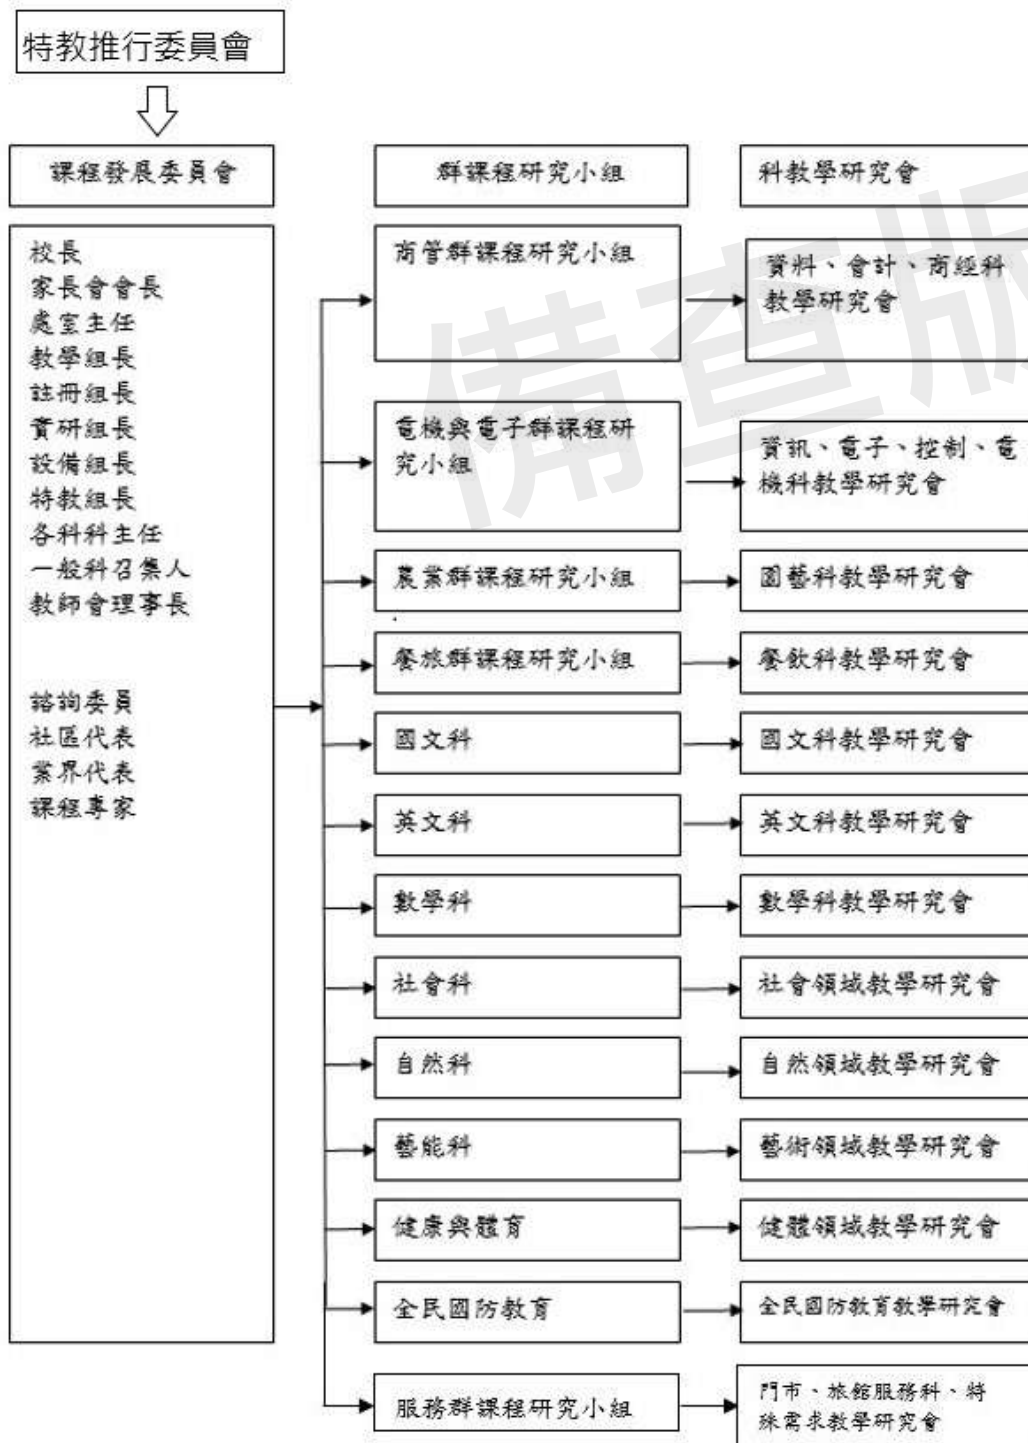 特教推行委員會
課程發展委員會
群課程研究小組
科教學研究會
校長
家長會會長
處室主任
教學組長
註冊組長
實研組長
設備組長
特教組長
各科科主任
一般科召集人
教師會理事長
諮詢委員
社區代表
業界代表
課程專家
商管群課程研究小組
資料、會計、商經科
教學研究會
電機與電子群課程研
究小組
資訊、電子、控制、電
機科教學研究會
農業群課程研究小組
園藝科教學研究會
餐旅群課程研究小組
餐飲科教學研究會
國文科
國文科教學研究會
英文科
英文科教學研究會
數學科
數學科教學研究會
社會科
社會領域教學研究會
自然科
自然領域教學研究會
藝能科
藝術領域教學研究會
健康與體育
健體領域教學研究會
全民國防教育
全民國防教育教學研究會
服務群課程研究小組
門市、旅館服務科、特
殊需求教學研究會
備查版